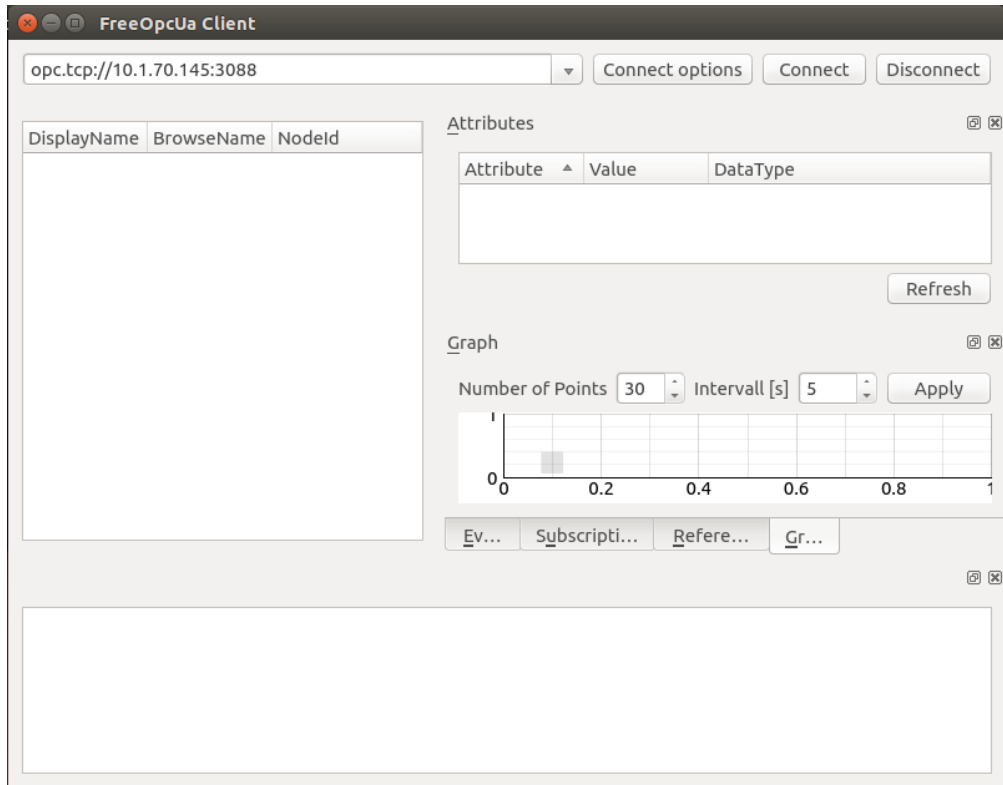 FreeOpcUa Client
opc.tcp://10.1.70.145:3088 Connect options Connect Disconnect
DisplayName BrowseName NodeId
Attributes
Attribute Value DataType
Refresh
Graph
Number of Points 30 Intervall [s] 5 Apply
1
0
0 0.2 0.4 0.6 0.8 1
Ev... Subscripti... Refere... Gr...